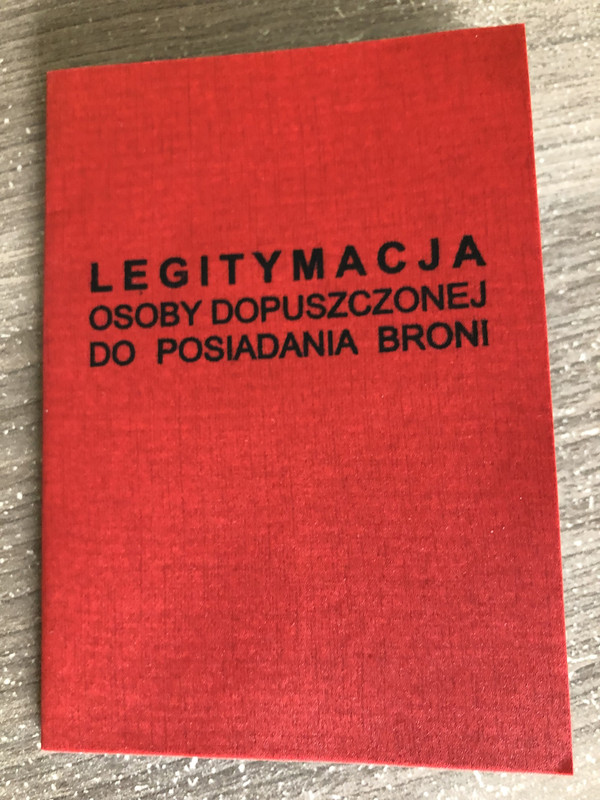 LEGITYMACJA
OSOBY DOPUSZCZONEJ
DO POSIADANIA BRONI